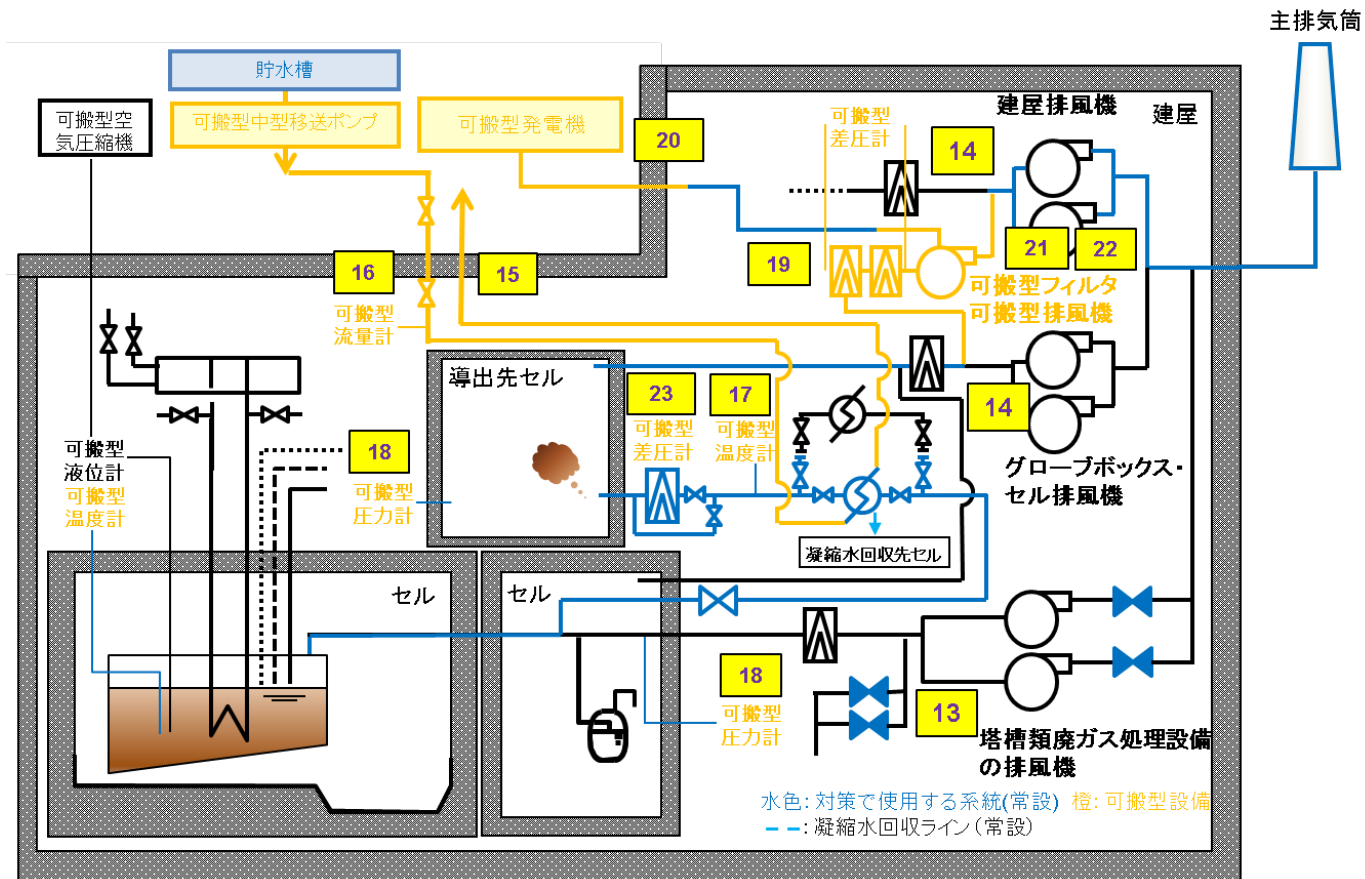 主排気筒
貯水槽
可搬型空
気圧縮機
可搬型中型移送ポンプ
可搬型発電機
20
可搬型
差圧計
14
建屋排風機
建屋
16
15
19
21
22
可搬型フィルタ
可搬型排風機
可搬型
流量計
導出先セル
23
可搬型
差圧計
17
可搬型
温度計
14
グローブボックス・
セル排風機
可搬型
液位計
可搬型
温度計
18
可搬型
圧力計
凝縮水回収先セル
セル
セル
18
可搬型
圧力計
13
塔槽類廃ガス処理設備
の排風機
水色:対策で使用する系統(常設) 橙:可搬型設備
:凝縮水回収ライン(常設)